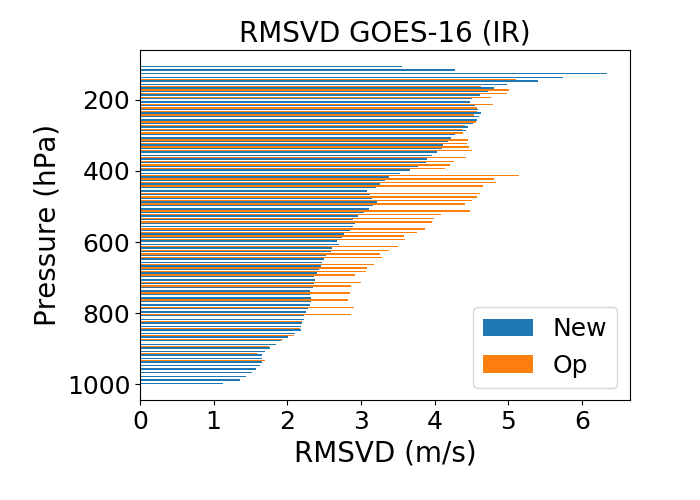 RMSVD GOES-16 (IR)
Pressure (hPa)
200
400
600
800
1000
0 1 2 3 4 5 6
RMSVD (m/s)
New
Op